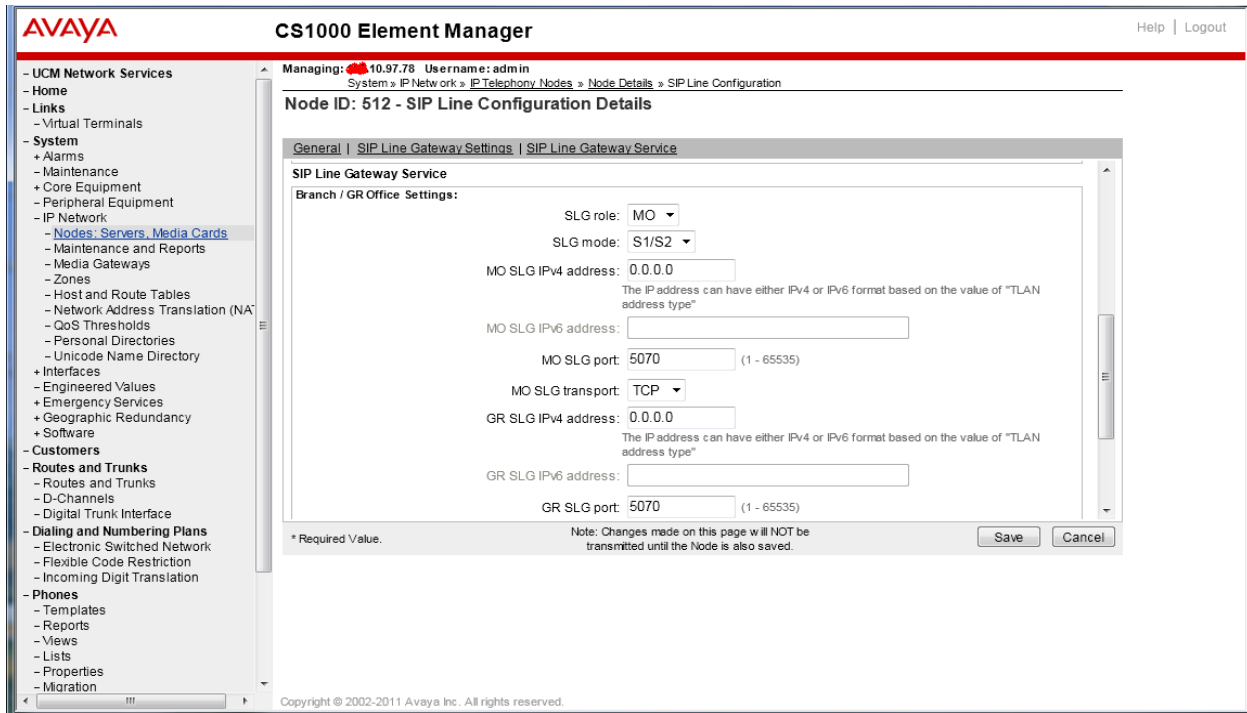 AVAYA
CS1000 Element Manager
Help | Logout
– UCM Network Services
– Home
– Links
– Virtual Terminals
– System
+ Alarms
– Maintenance
+ Core Equipment
– Peripheral Equipment
– IP Network
– Nodes: Servers, Media Cards
– Maintenance and Reports
– Media Gateways
– Zones
– Host and Route Tables
– Network Address Translation (NA
– QoS Thresholds
– Personal Directories
– Unicode Name Directory
+ Interfaces
– Engineered Values
+ Emergency Services
+ Geographic Redundancy
+ Software
– Customers
– Routes and Trunks
– Routes and Trunks
– D-Channels
– Digital Trunk Interface
– Dialing and Numbering Plans
– Electronic Switched Network
– Flexible Code Restriction
– Incoming Digit Translation
– Phones
– Templates
– Reports
– Views
– Lists
– Properties
– Migration
Managing: 10.97.78 Username: admin
System » IP Network » IP Telephony Nodes » Node Details » SIP Line Configuration
Node ID: 512 - SIP Line Configuration Details
General | SIP Line Gateway Settings | SIP Line Gateway Service
SIP Line Gateway Service
Branch / GR Office Settings:
SLG role: MO
SLG mode: S1/S2
MO SLG IPv4 address: 0.0.0.0
The IP address can have either IPv4 or IPv6 format based on the value of "TLAN
address type"
MO SLG IPv6 address:
MO SLG port: 5070 (1 - 65535)
MO SLG transport: TCP
GR SLG IPv4 address: 0.0.0.0
The IP address can have either IPv4 or IPv6 format based on the value of "TLAN
address type"
GR SLG IPv6 address:
GR SLG port: 5070 (1 - 65535)
* Required Value.
Note: Changes made on this page will NOT be
transmitted until the Node is also saved.
Save Cancel
Copyright © 2002-2011 Avaya Inc. All rights reserved.